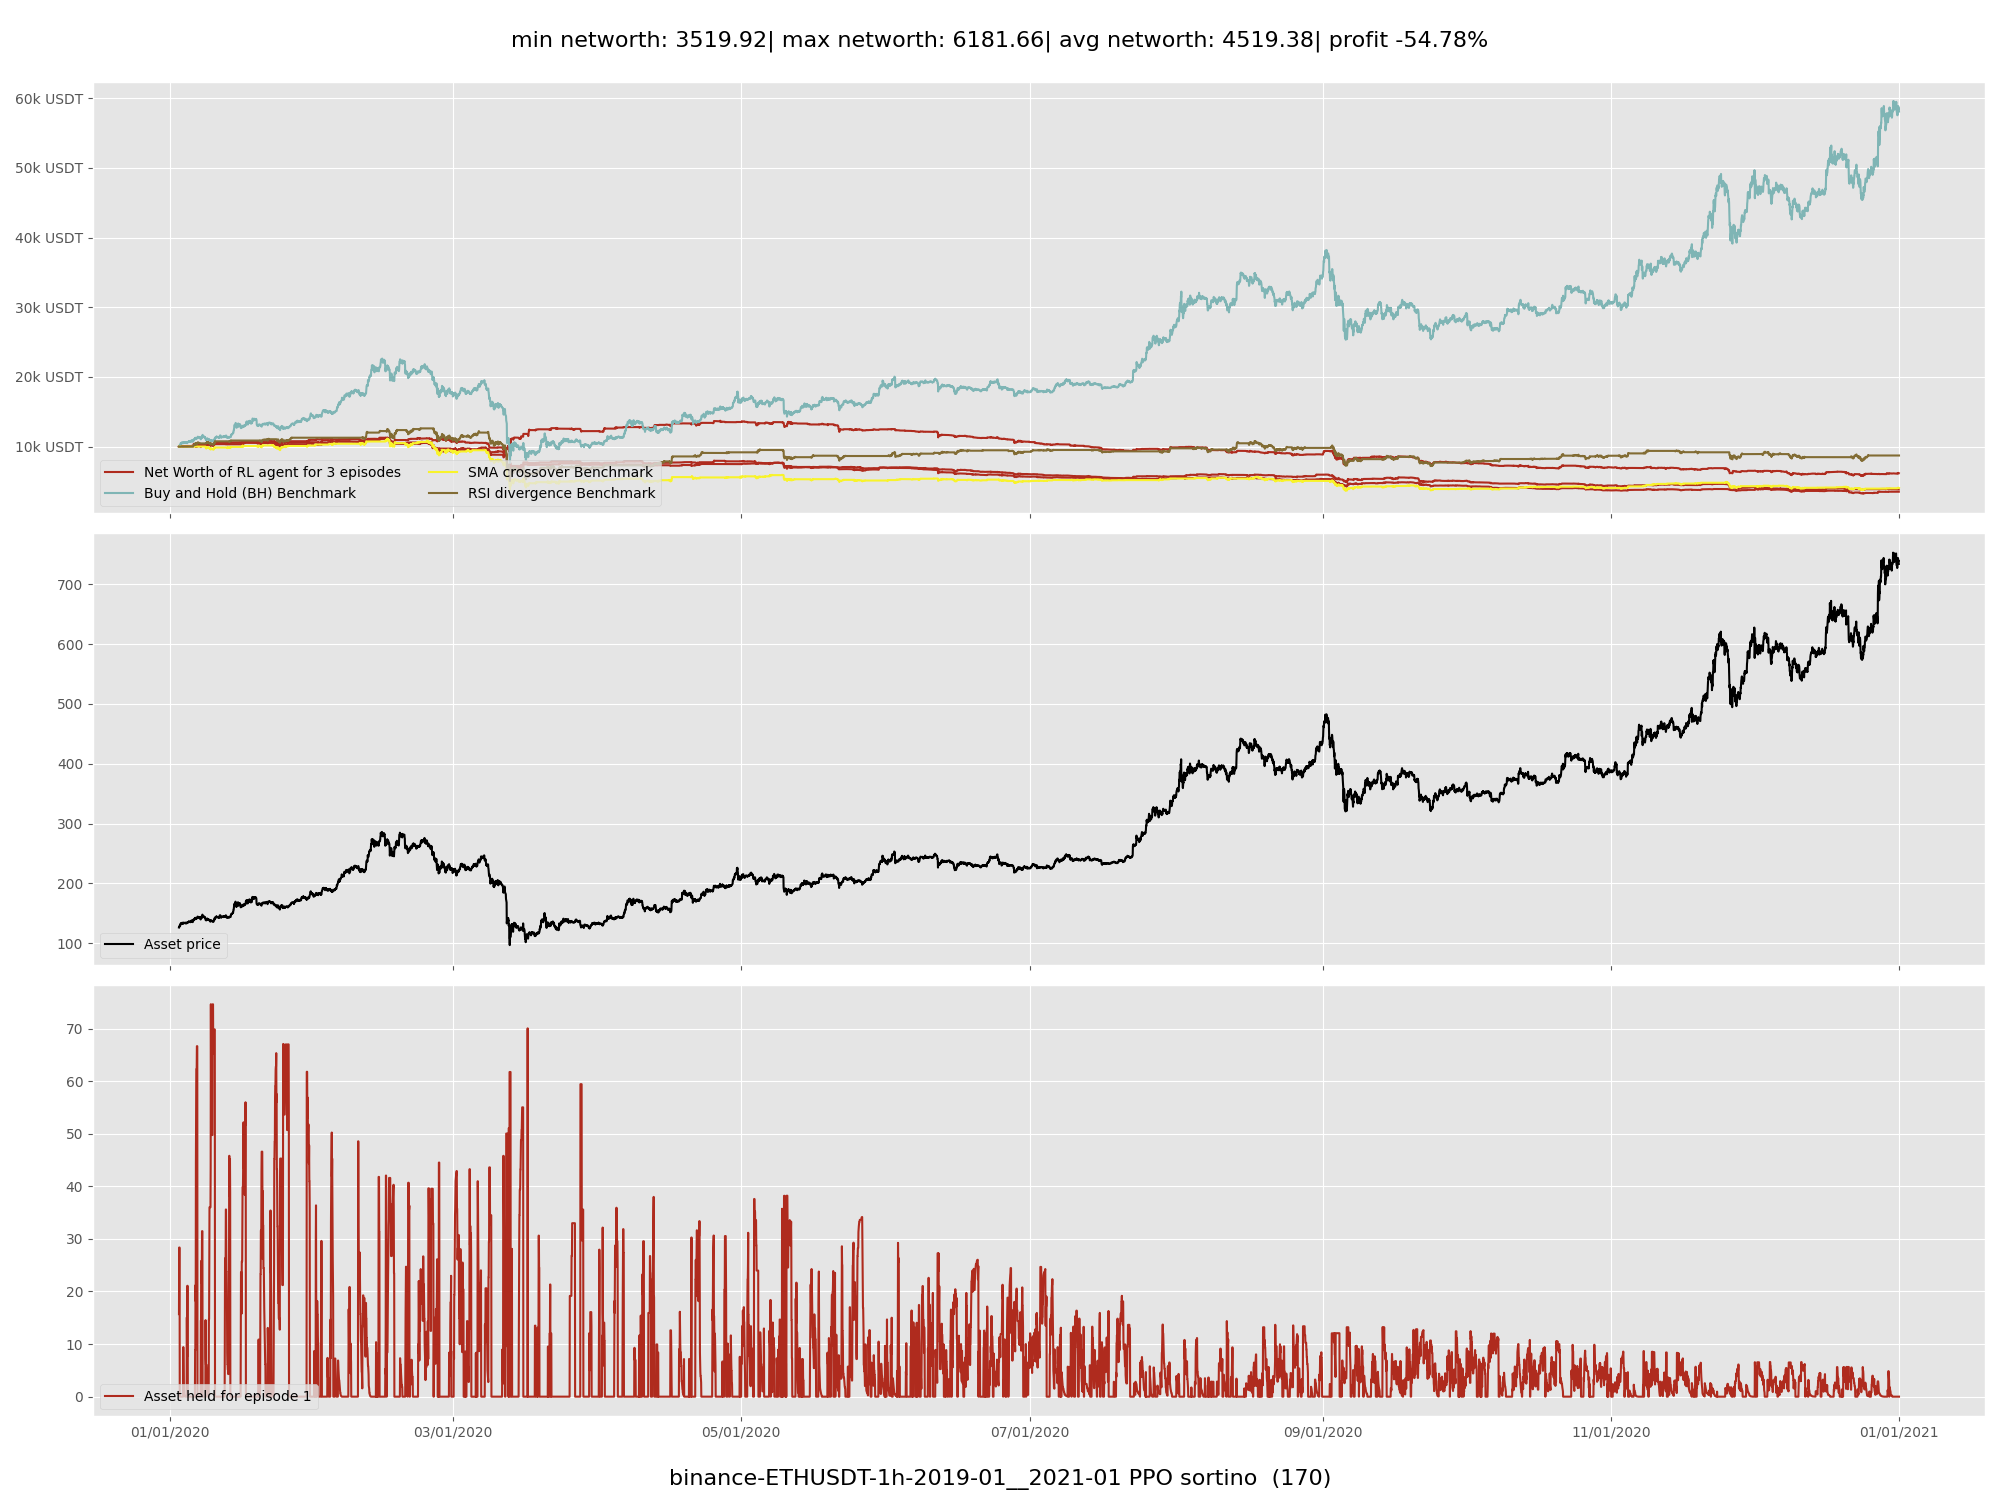 min networth: 3519.92| max networth: 6181.66| avg networth: 4519.38| profit -54.78%
60k USDT
50k USDT
40k USDT
30k USDT
20k USDT
10k USDT
Net Worth of RL agent for 3 episodes
Buy and Hold (BH) Benchmark
SMA crossover Benchmark
RSI divergence Benchmark
700
600
500
400
300
200
100
Asset price
70
60
50
40
30
20
10
0
Asset held for episode 1
01/01/2020 03/01/2020 05/01/2020 07/01/2020 09/01/2020 11/01/2020 01/01/2021
binance-ETHUSDT-1h-2019-01__2021-01 PPO sortino (170)